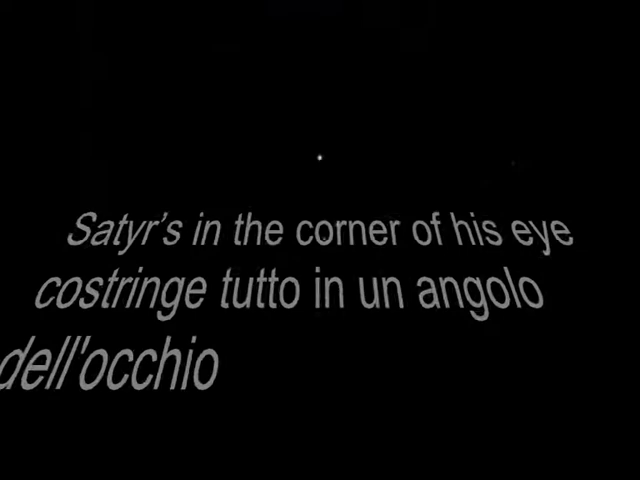 Satyr’s in the corner of his eye
costringe tutto in un angolo
dell'occhio